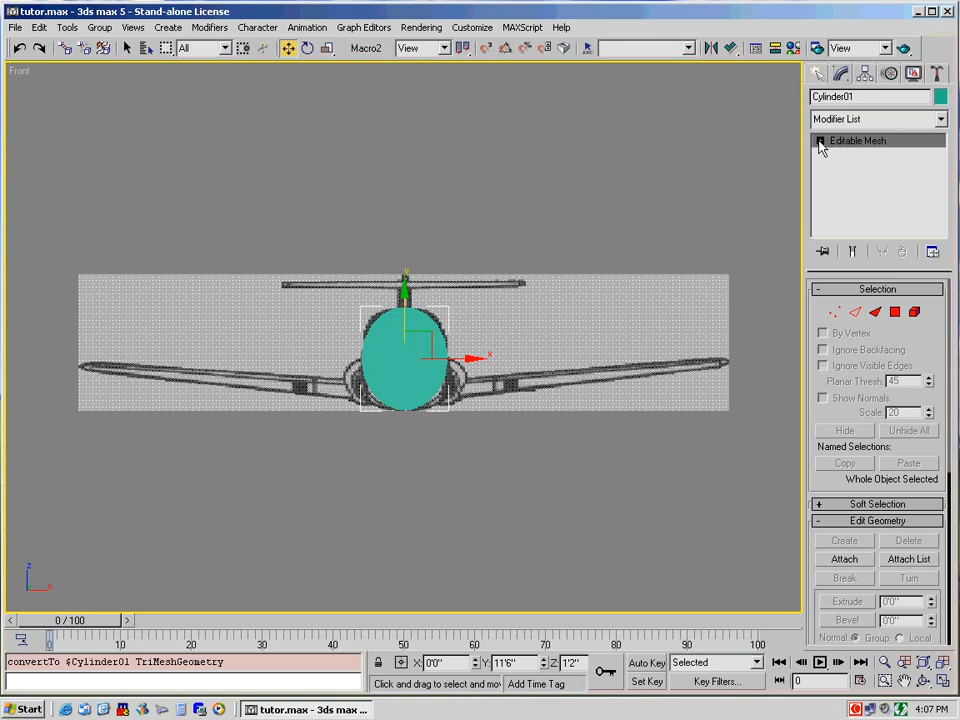 tutor.max - 3ds max 5 - Stand-alone License
File Edit Tools Group Views Create Modifiers Character Animation Graph Editors Rendering Customize MAXScript Help
All Macro2 View View
Front
Cylinder01
Modifier List
Editable Mesh
- Selection
By Vertex
Ignore Backfacing
Ignore Visible Edges
Planar Thresh: 45
Show Normals
Scale: 20
Hide Unhide All
Named Selections:
Copy Paste
Whole Object Selected
+ Soft Selection
- Edit Geometry
Create Delete
Attach Attach List
Break Turn
Extrude 0'0"
Bevel 0'0"
Normal: Group Local
y
x
z
x
0 / 100
0 10 20 30 40 50 60 70 80 90 100
convertTo $Cylinder01 TriMeshGeometry
X: 0'0" Y: 11'6" Z: 1'2"
Auto Key Selected
Click and drag to select and mov Add Time Tag
Set Key Key Filters... 0
Start tutor.max - 3ds max ... 4:07 PM